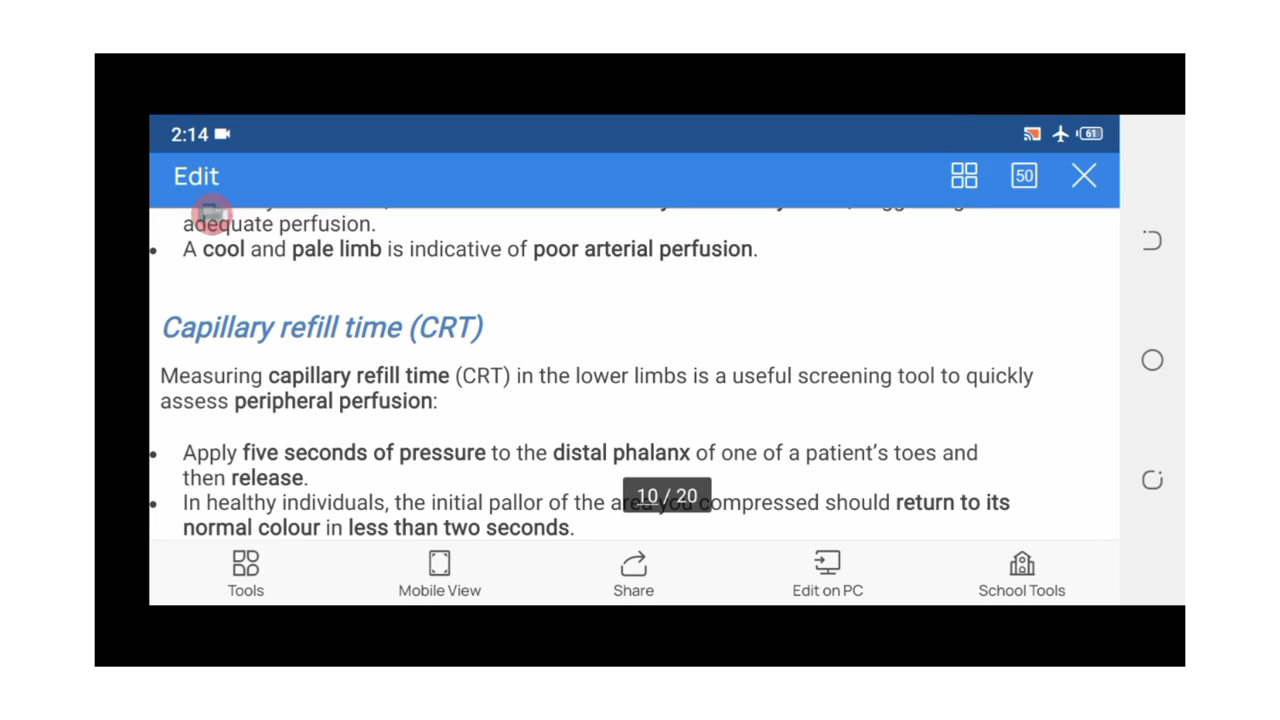 2:14
61
Edit
50
adequate perfusion.
• A cool and pale limb is indicative of poor arterial perfusion.
Capillary refill time (CRT)
Measuring capillary refill time (CRT) in the lower limbs is a useful screening tool to quickly
assess peripheral perfusion:
• Apply five seconds of pressure to the distal phalanx of one of a patient's toes and
then release.
• In healthy individuals, the initial pallor of the area you compressed should return to its
10 / 20
normal colour in less than two seconds.
Tools
Mobile View
Share
Edit on PC
School Tools